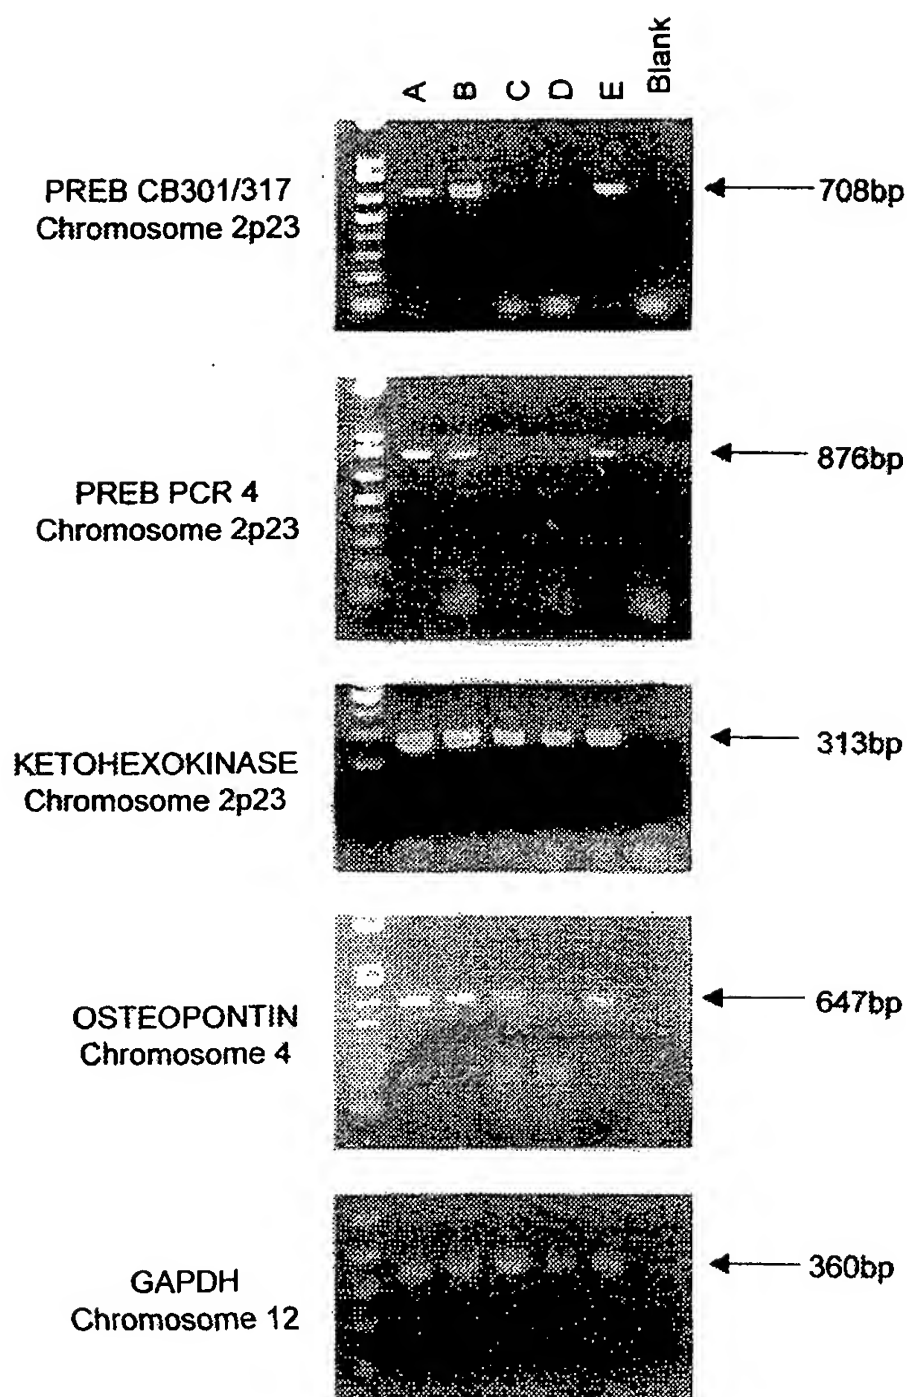 A B C D E Blank
PREB CB301/317
Chromosome 2p23
708bp
PREB PCR 4
Chromosome 2p23
876bp
KETOHEXOKINASE
Chromosome 2p23
313bp
OSTEOPONTIN
Chromosome 4
647bp
GAPDH
Chromosome 12
360bp